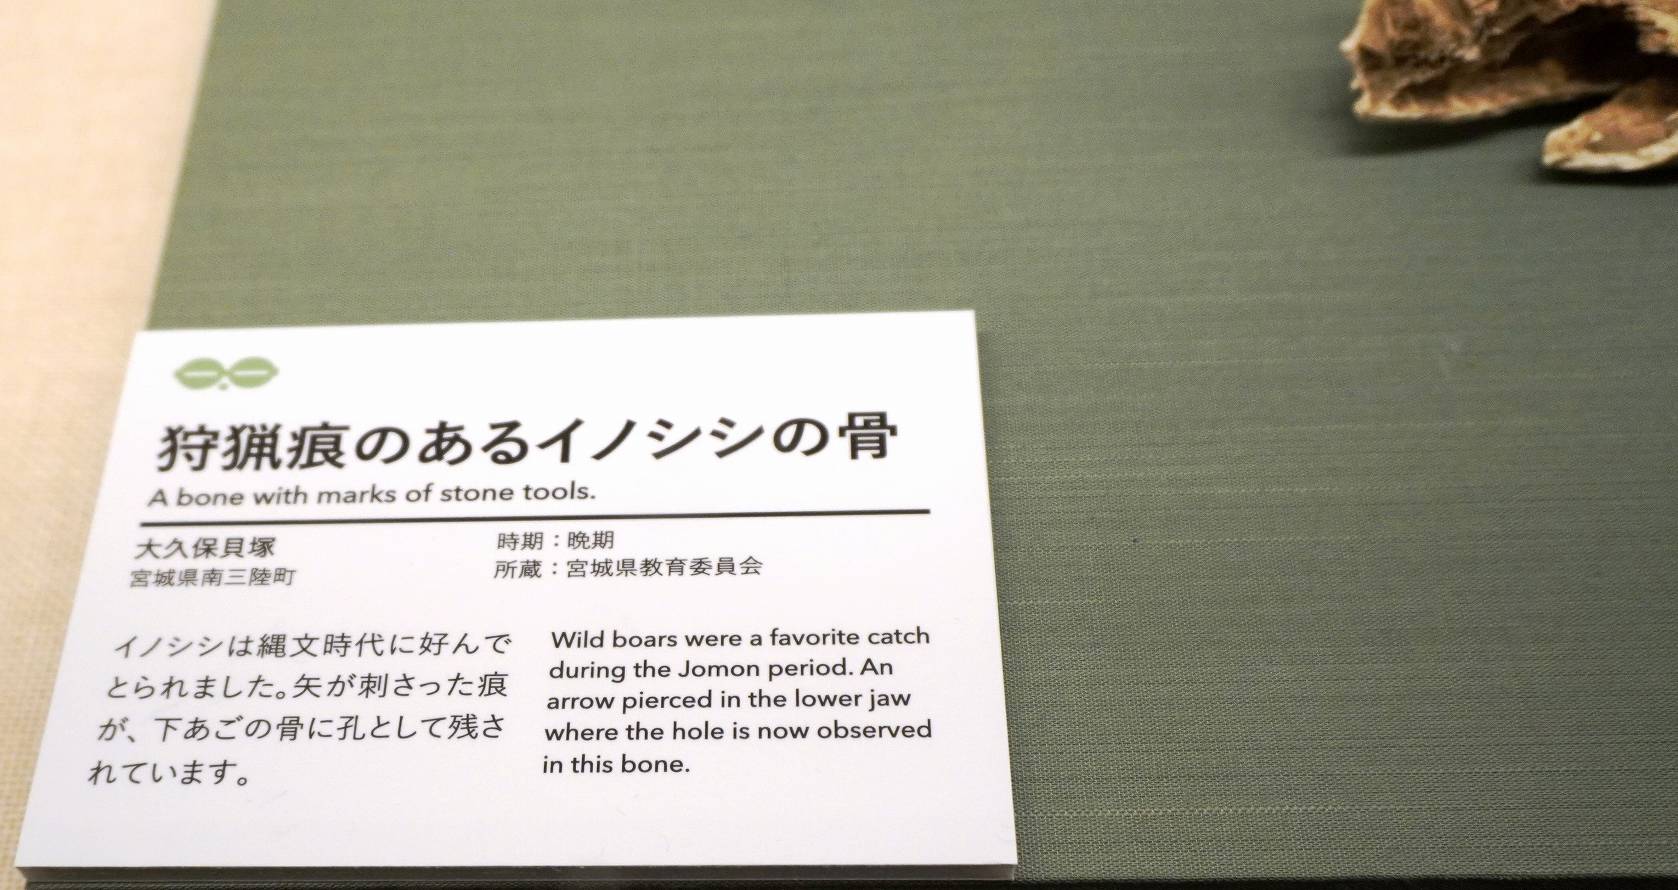 狩猟痕のあるイノシシの骨
A bone with marks of stone tools.
大久保貝塚
宮城県南三陸町
時期：晩期
所蔵：宮城県教育委員会
イノシシは縄文時代に好んで
とられました。矢が刺さった痕
が、下あごの骨に孔として残さ
れています。
Wild boars were a favorite catch
during the Jomon period. An
arrow pierced in the lower jaw
where the hole is now observed
in this bone.